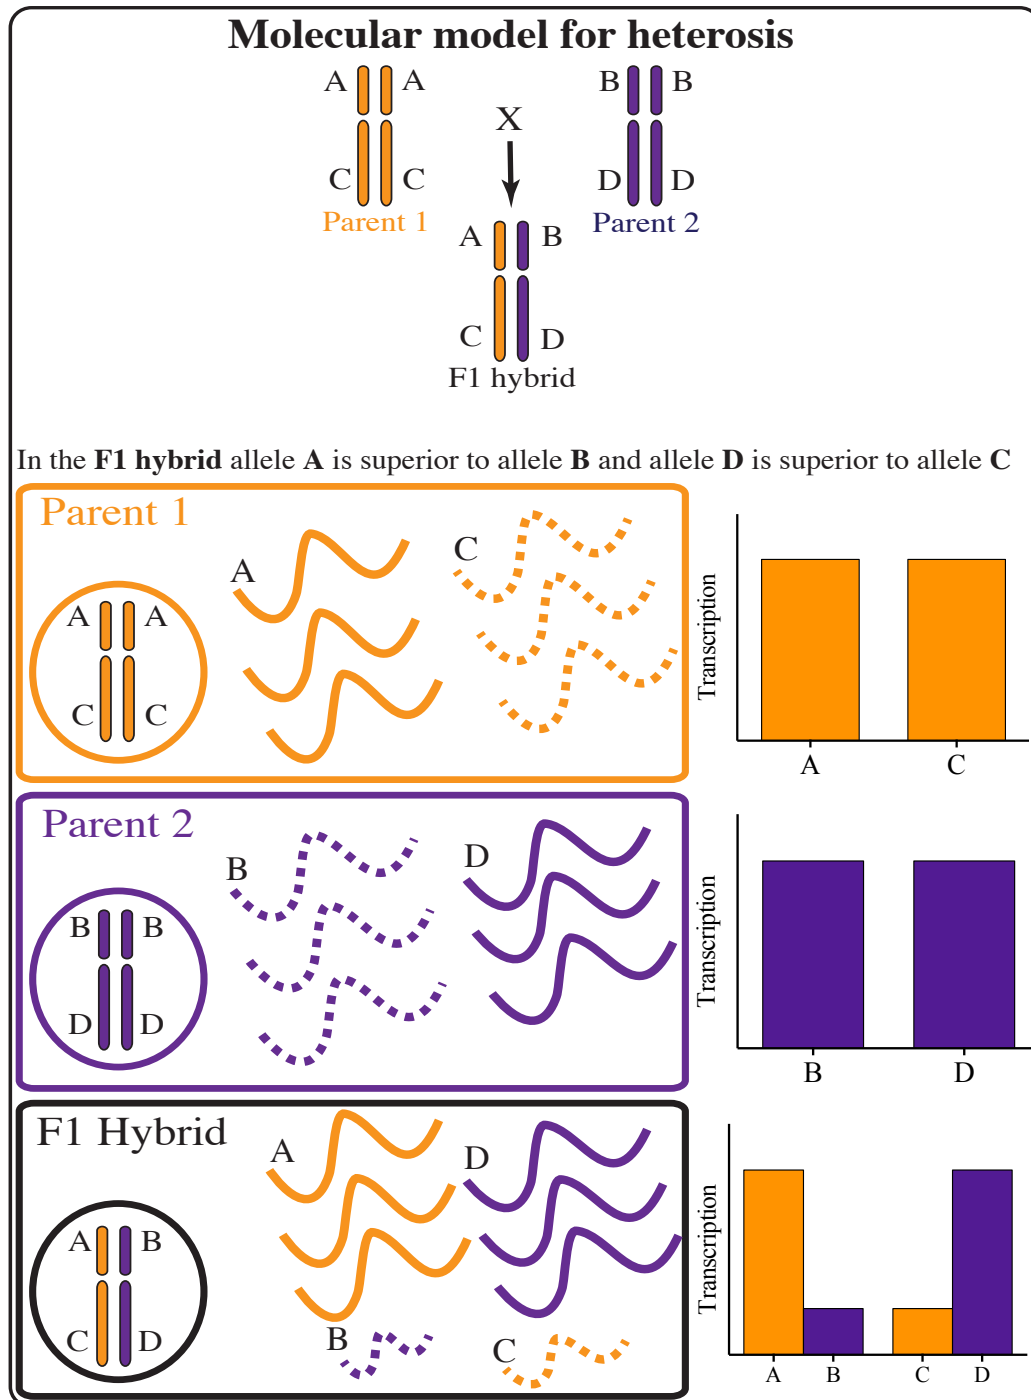 Molecular model for heterosis
A A B B
X
C C D D
Parent 1 Parent 2
A B
C D
F1 hybrid
In the F1 hybrid allele A is superior to allele B and allele D is superior to allele C
Parent 1
A A
C C
A
C
Transcription
A C
Parent 2
B B
D D
B
D
Transcription
B D
F1 Hybrid
A B
C D
A
D
B
C
Transcription
A B C D